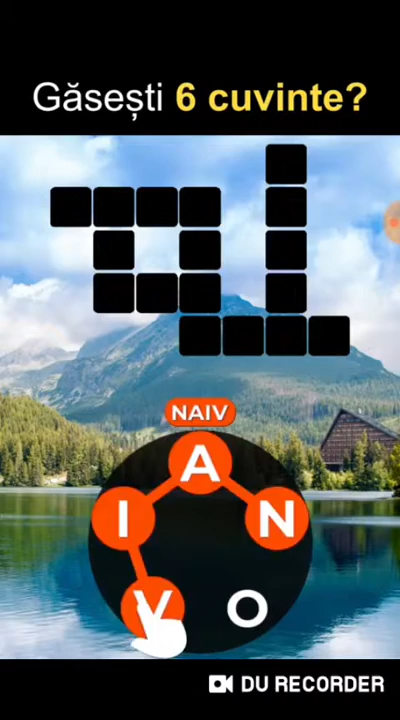 Găsești 6 cuvinte?
NAIV
A
I N
V O
DU RECORDER